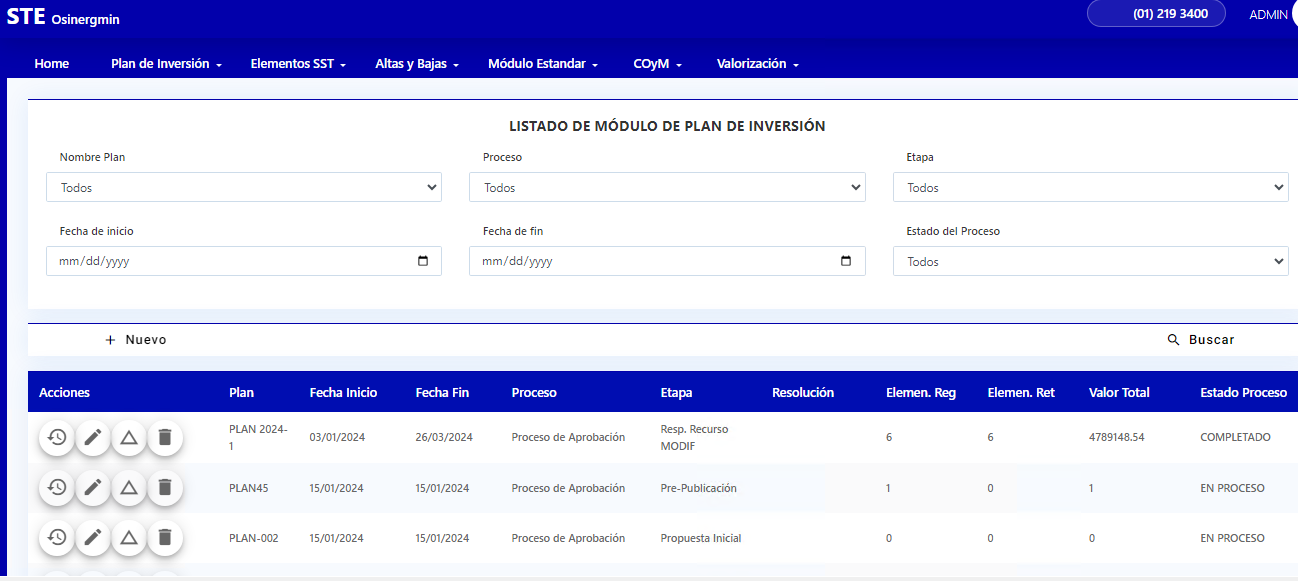 STE Osinergmin
(01) 219 3400 ADMIN
Home Plan de Inversión Elementos SST Altas y Bajas Módulo Estandar COyM Valorización
LISTADO DE MÓDULO DE PLAN DE INVERSIÓN
Nombre Plan Proceso Etapa
Todos Todos Todos
Fecha de inicio Fecha de fin Estado del Proceso
mm/dd/yyyy mm/dd/yyyy Todos
+ Nuevo Buscar
Acciones Plan Fecha Inicio Fecha Fin Proceso Etapa Resolución Elemen. Reg Elemen. Ret Valor Total Estado Proceso
PLAN 2024-
1 03/01/2024 26/03/2024 Proceso de Aprobación Resp. Recurso
MODIF 6 6 4789148.54 COMPLETADO
PLAN45 15/01/2024 15/01/2024 Proceso de Aprobación Pre-Publicación 1 0 1 EN PROCESO
PLAN-002 15/01/2024 15/01/2024 Proceso de Aprobación Propuesta Inicial 0 0 0 EN PROCESO